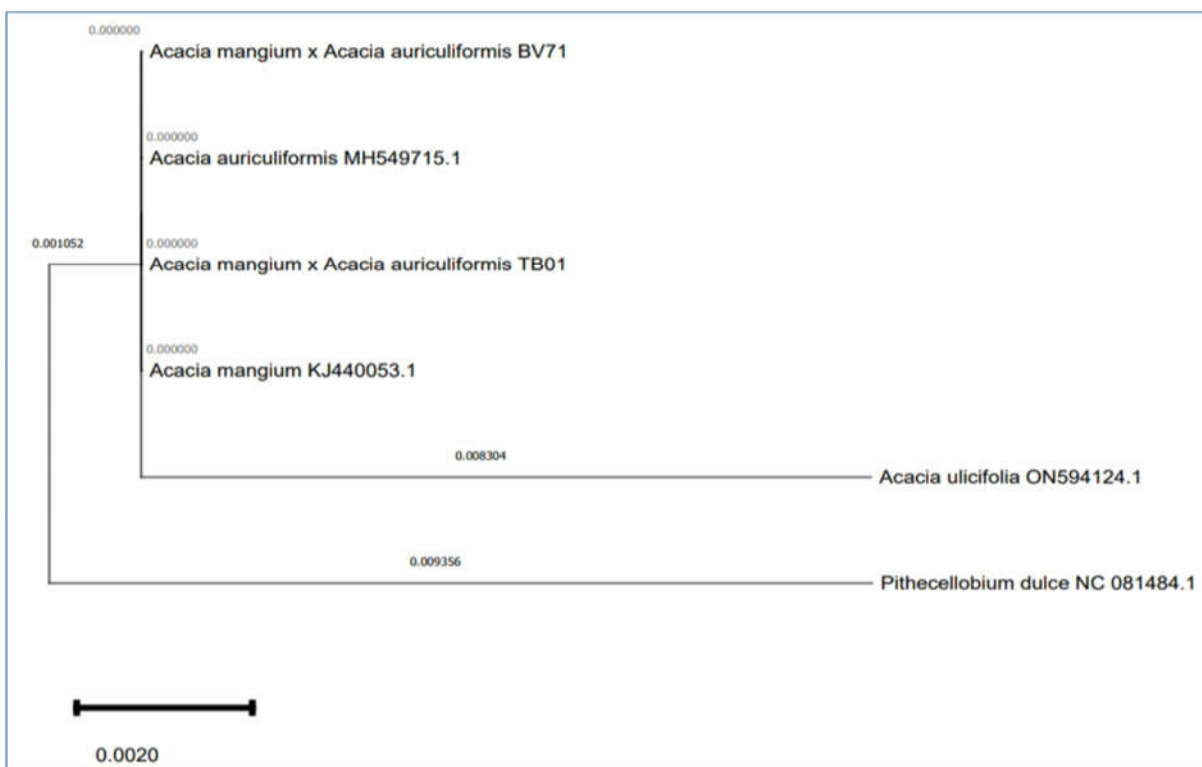 0.000000
Acacia mangium x Acacia auriculiformis BV71
0.000000
Acacia auriculiformis MH549715.1
0.001052
0.000000
Acacia mangium x Acacia auriculiformis TB01
0.000000
Acacia mangium KJ440053.1
0.008304
Acacia ulicifolia ON594124.1
0.009356
Pithecellobium dulce NC 081484.1
0.0020